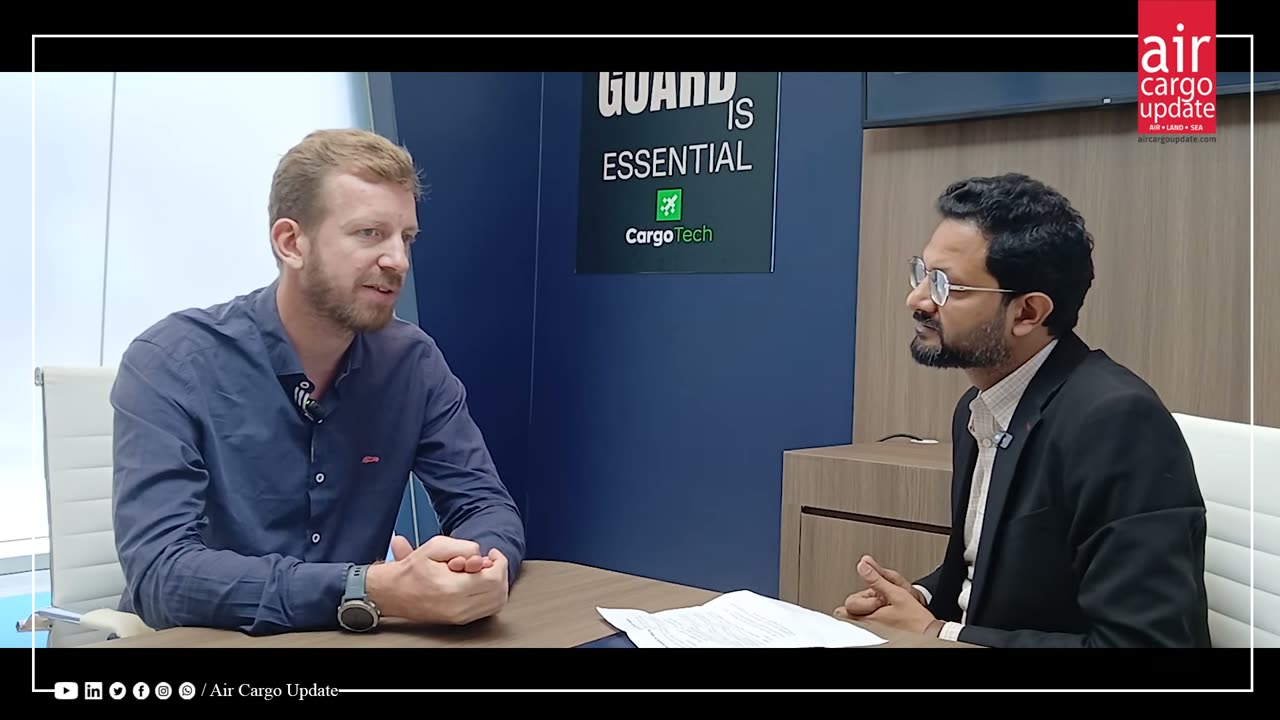 air
cargo
update
AIR • LAND • SEA
aircargoupdate.com
GUARD
IS
ESSENTIAL
CargoTech
/ Air Cargo Update